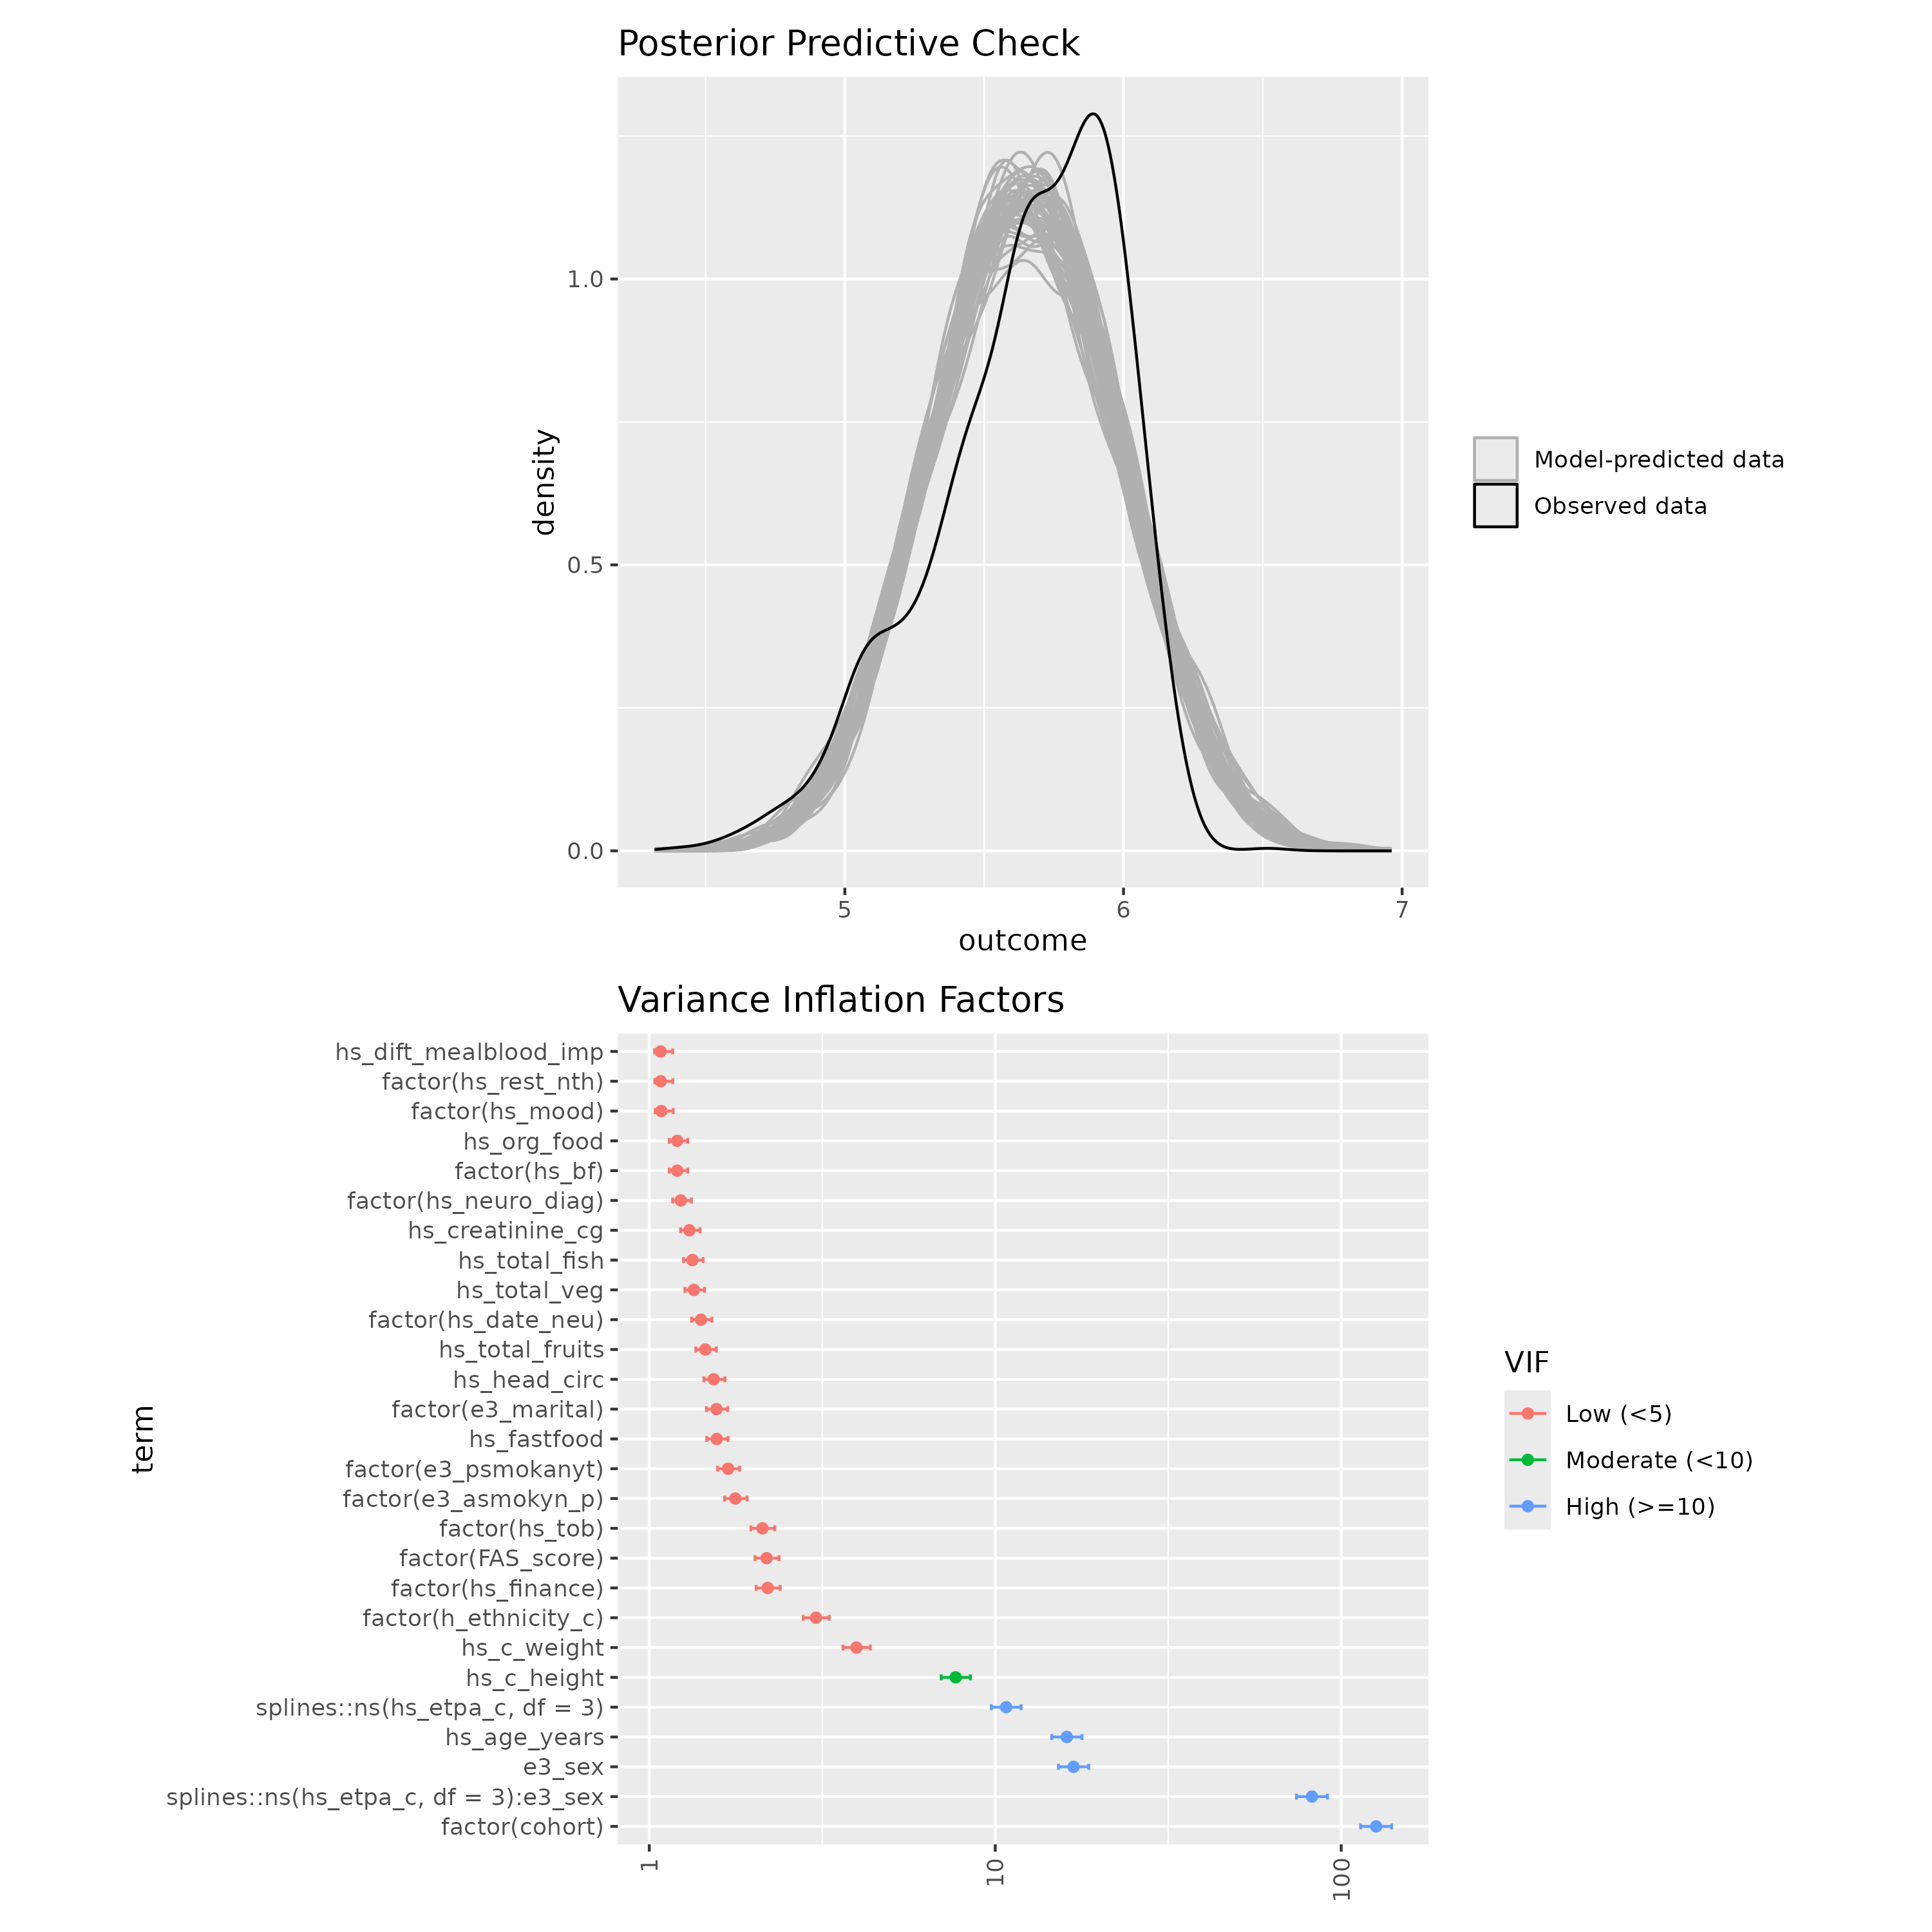 Posterior Predictive Check
1.0
0.5
0.0
density
5
6
7
outcome
Model-predicted data
Observed data
Variance Inflation Factors
term
hs_dift_mealblood_imp
factor(hs_rest_nth)
factor(hs_mood)
hs_org_food
factor(hs_bf)
factor(hs_neuro_diag)
hs_creatinine_cg
hs_total_fish
hs_total_veg
factor(hs_date_neu)
hs_total_fruits
hs_head_circ
factor(e3_marital)
hs_fastfood
factor(e3_psmokanyt)
factor(e3_asmokyn_p)
factor(hs_tob)
factor(FAS_score)
factor(hs_finance)
factor(h_ethnicity_c)
hs_c_weight
hs_c_height
splines::ns(hs_etpa_c, df = 3)
hs_age_years
e3_sex
splines::ns(hs_etpa_c, df = 3):e3_sex
factor(cohort)
1
10
100
VIF
Low (<5)
Moderate (<10)
High (>=10)